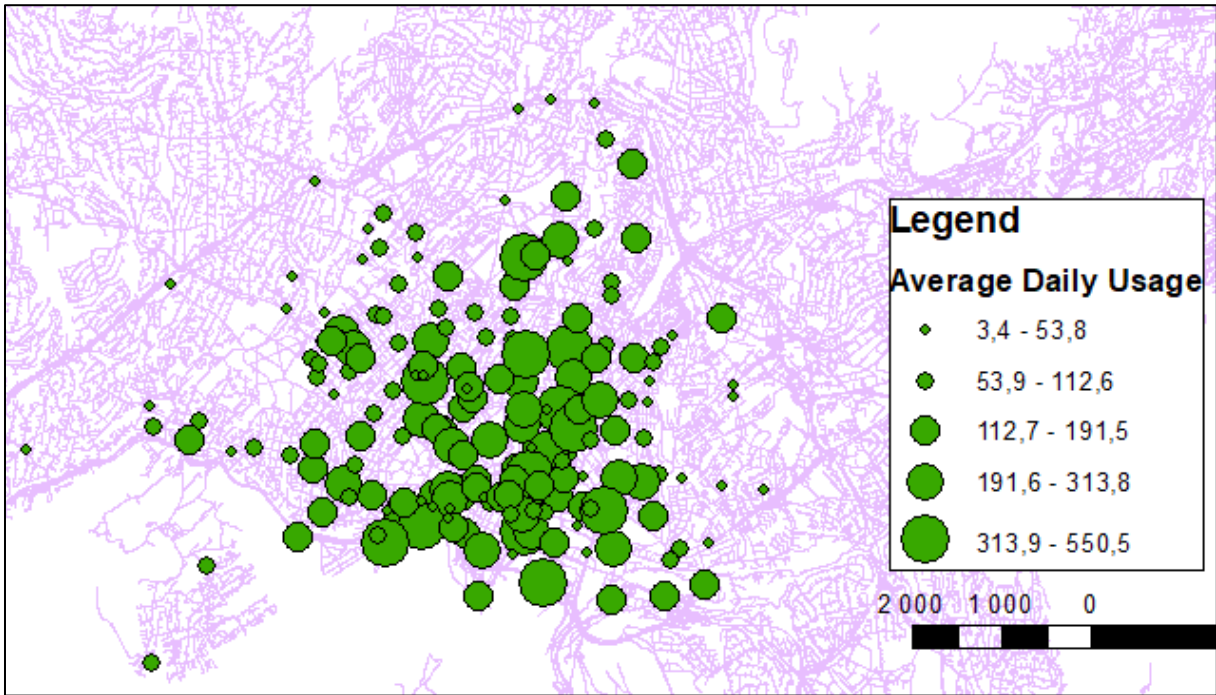 Legend
Average Daily Usage
3,4 - 53,8
53,9 - 112,6
112,7 - 191,5
191,6 - 313,8
313,9 - 550,5
2 000 1 000 0